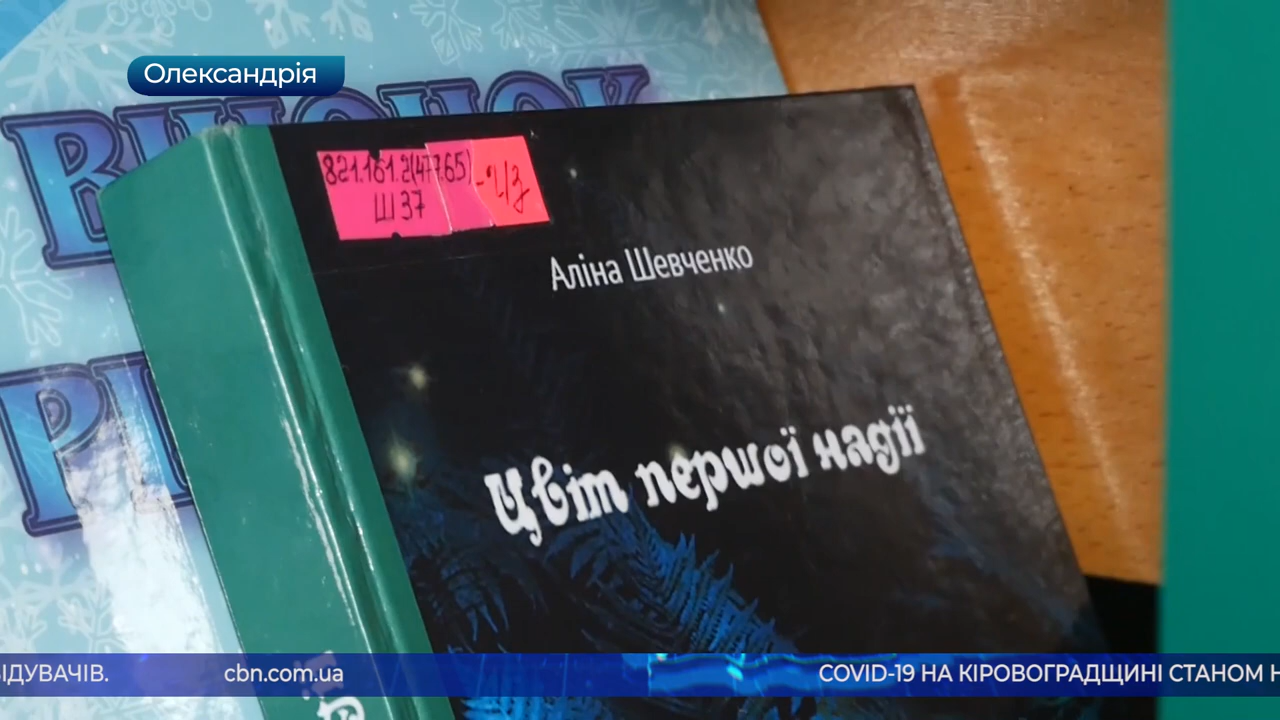 Олександрія
821.161.2(477.65)
Ш 37
Аліна Шевченко
Цвіт першої надії
ІДУВАЧІВ.
cbn.com.ua
COVID-19 НА КІРОВОГРАДЩИНІ СТАНОМ Н